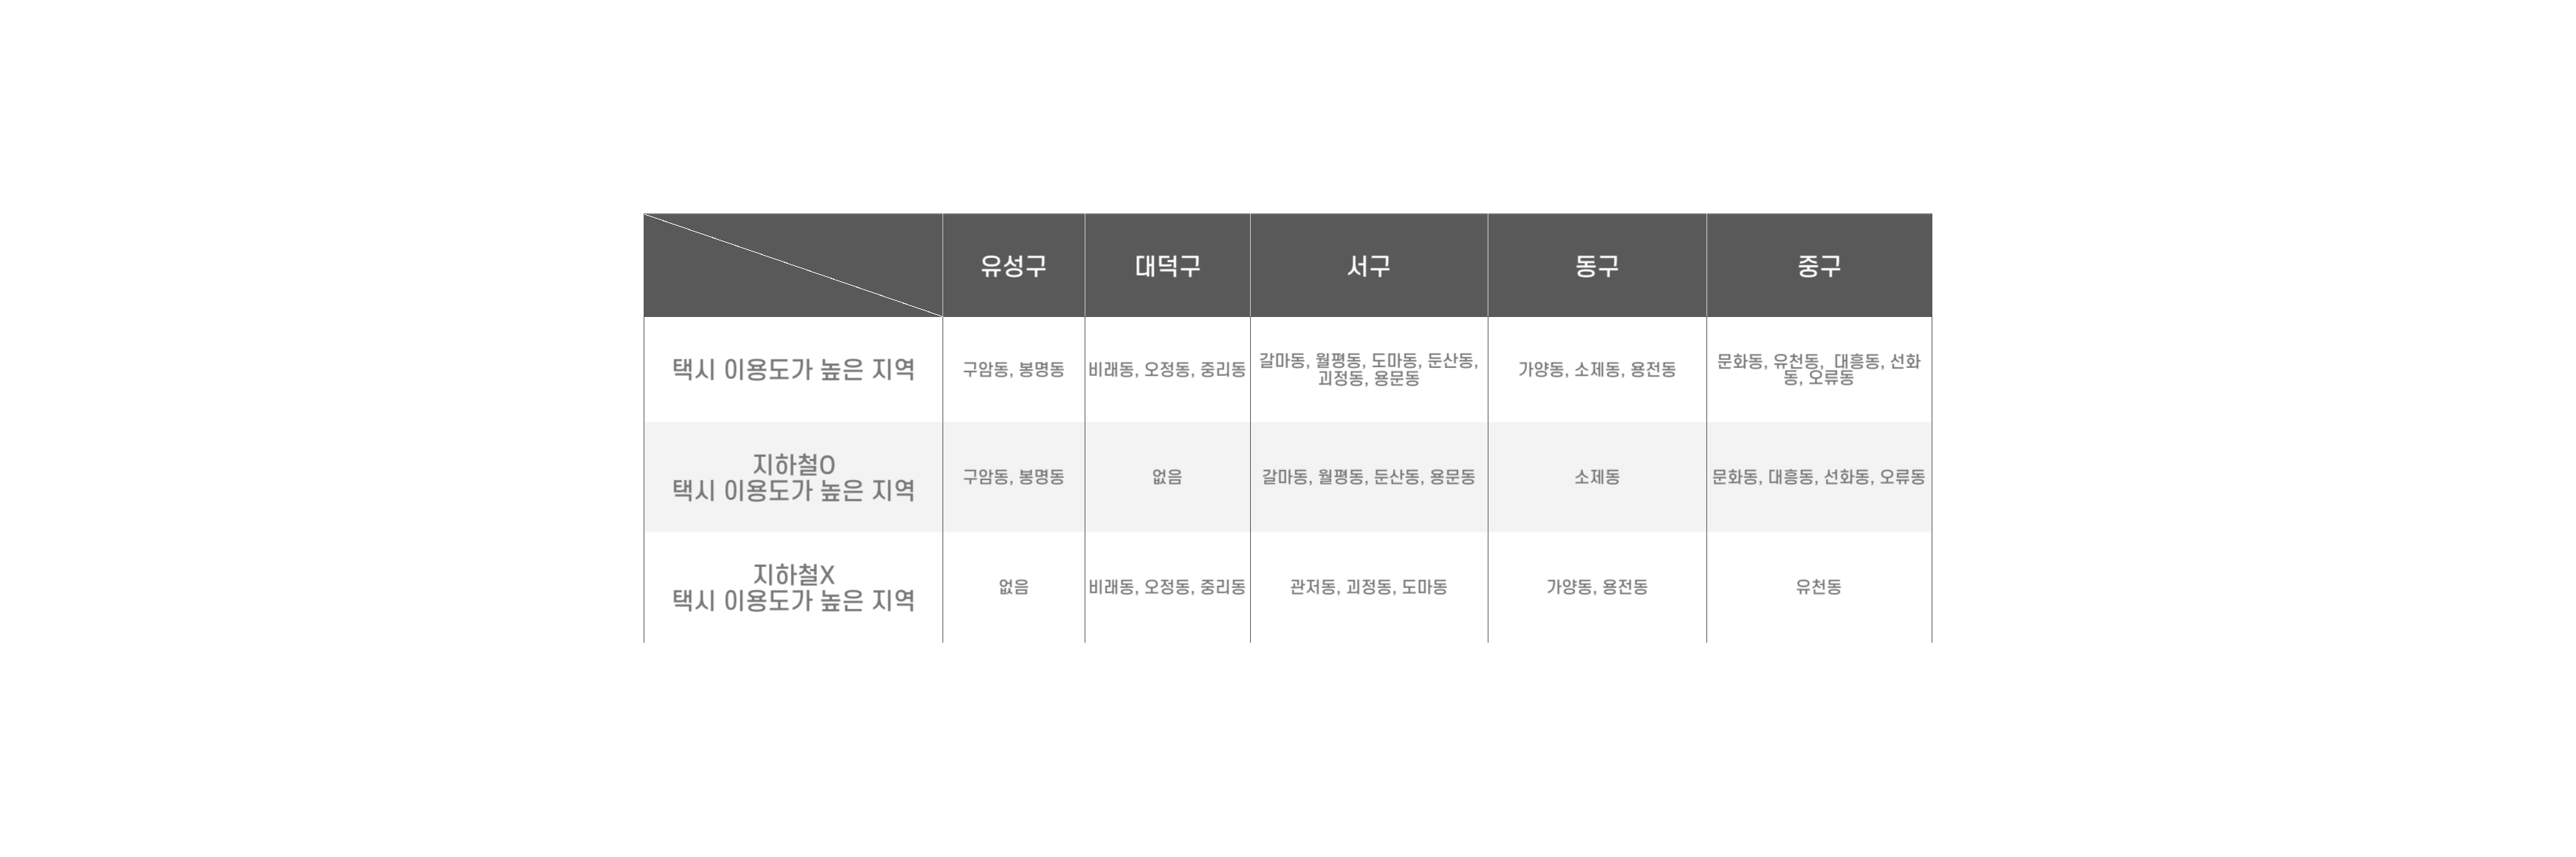 유성구 대덕구 서구 동구 중구
택시 이용도가 높은 지역
구암동, 봉명동
비래동, 오정동, 중리동
갈마동, 월평동, 도마동, 둔산동,
괴정동, 용문동
가양동, 소제동, 용전동
문화동, 유천동, 대흥동, 선화
동, 오류동
지하철O
택시 이용도가 높은 지역
구암동, 봉명동
없음
갈마동, 월평동, 둔산동, 용문동
소제동
문화동, 대흥동, 선화동, 오류동
지하철X
택시 이용도가 높은 지역
없음
비래동, 오정동, 중리동
관저동, 괴정동, 도마동
가양동, 용전동
유천동